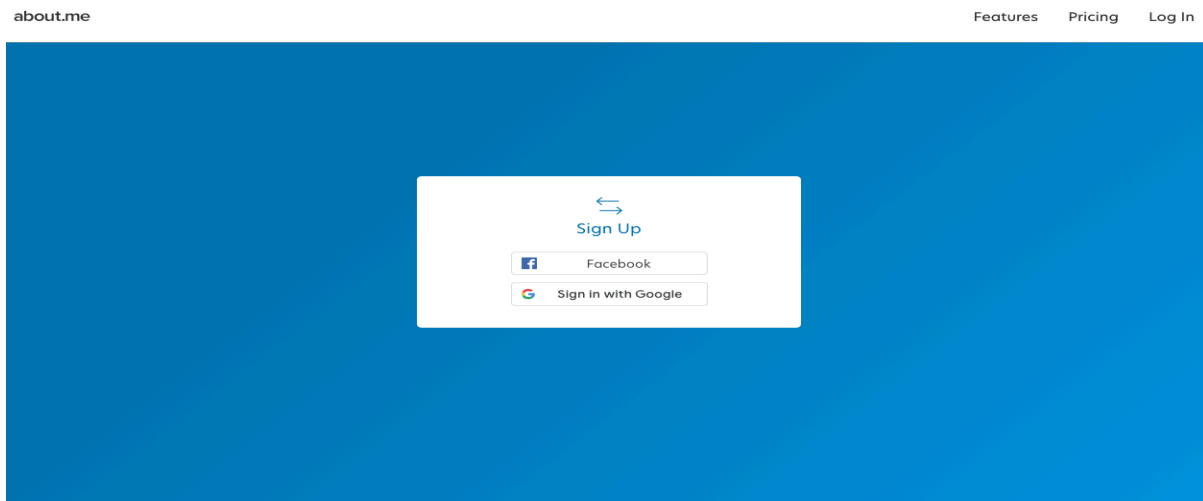 about.me
Features Pricing Log In
Sign Up
Facebook
Sign in with Google